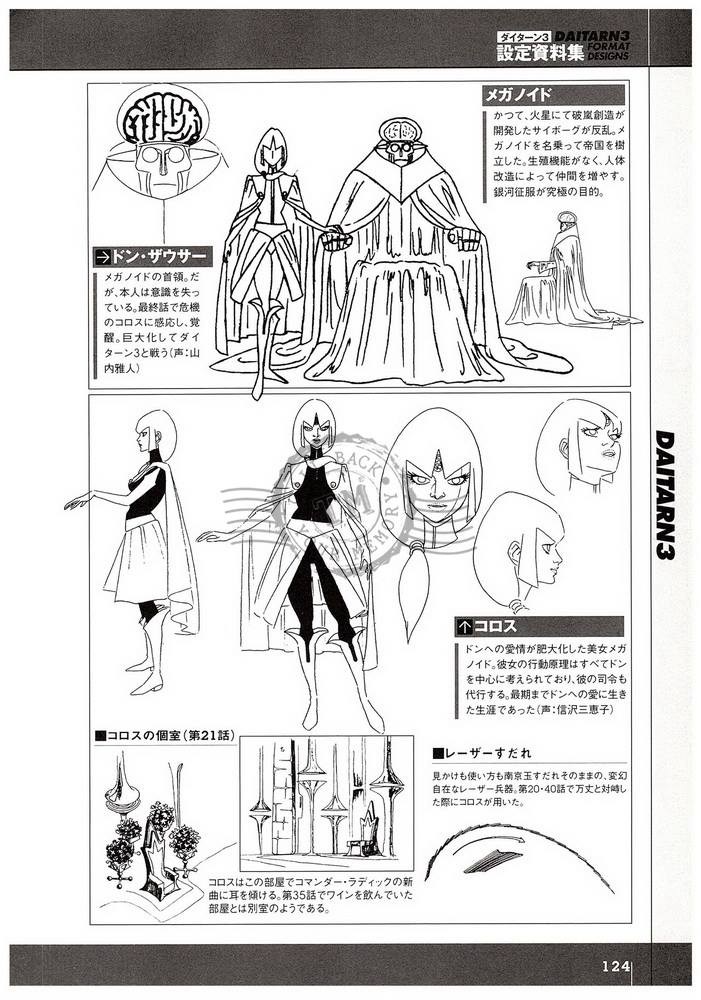 ダイターン3
設定資料集
DAITARN3
FORMAT
DESIGNS
メガノイド
かつて、火星にて破嵐創造が
開発したサイボーグが反乱。メ
ガノイドを名乗って帝国を樹
立した。生殖機能がなく、人体
改造によって仲間を増やす。
銀河征服が究極の目的。
ドン・ザウサー
メガノイドの首領。だ
が、本人は意識を失っ
ている。最終話で危機
のコロスに感応し、覚
醒。巨大化してダイ
ターン3と戦う(声:山
内雅人)
BACK
TM
YOUR MEMORY
DAITARN3
コロス
ドンへの愛情が肥大化した美女メガ
ノイド。彼女の行動原理はすべてドン
を中心に考えられており、彼の司令も
代行する。最期までドンへの愛に生き
た生涯であった(声:信沢三恵子)
コロスの個室(第21話)
コロスはこの部屋でコマンダー・ラディックの新
曲に耳を傾ける。第35話でワインを飲んでいた
部屋とは別室のようである。
レーザーすだれ
見かけも使い方も南京玉すだれそのままの、変幻
自在なレーザー兵器。第20・40話で万丈と対峙し
た際にコロスが用いた。
124